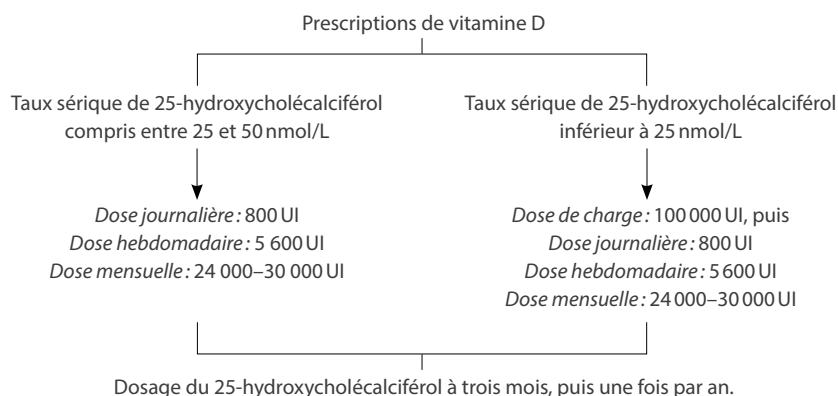 Prescriptions de vitamine D
Taux sérique de 25-hydroxycholécalciférol
compris entre 25 et 50 nmol/L
Taux sérique de 25-hydroxycholécalciférol
inférieur à 25 nmol/L
Dose journalière : 800 UI
Dose hebdomadaire : 5 600 UI
Dose mensuelle : 24 000–30 000 UI
Dose de charge : 100 000 UI, puis
Dose journalière : 800 UI
Dose hebdomadaire : 5 600 UI
Dose mensuelle : 24 000–30 000 UI
Dosage du 25-hydroxycholécalciférol à trois mois, puis une fois par an.